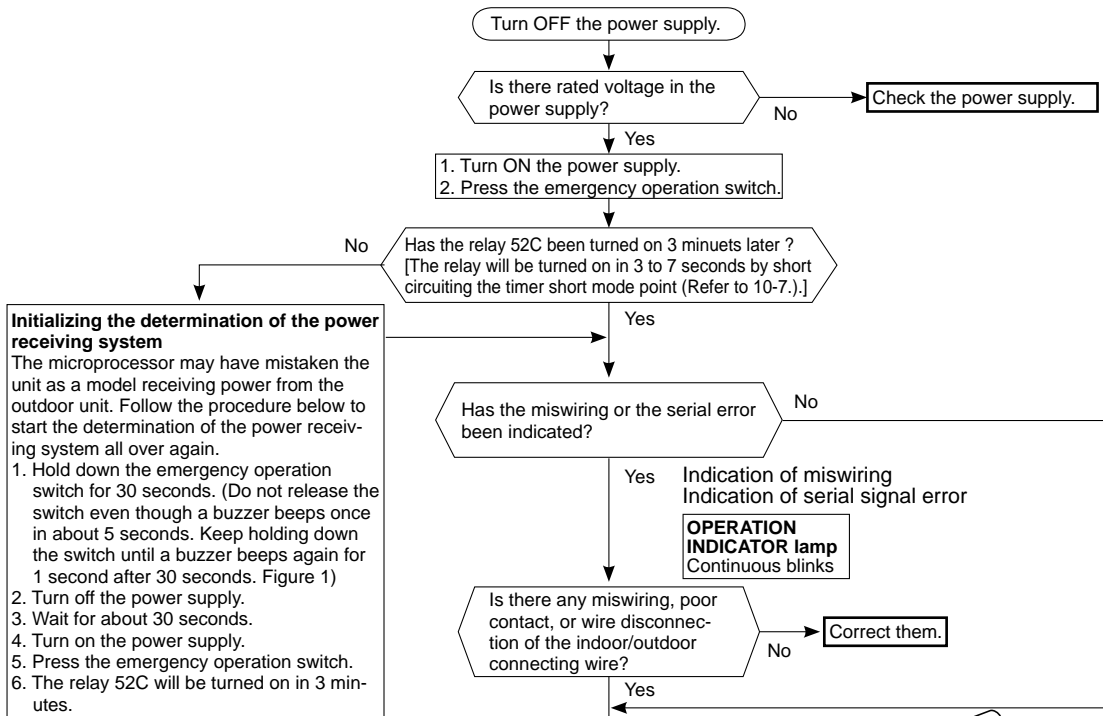 Turn OFF the power supply.
Is there rated voltage in the
power supply?
No
Check the power supply.
Yes
1. Turn ON the power supply.
2. Press the emergency operation switch.
No
Has the relay 52C been turned on 3 minuets later ?
[The relay will be turned on in 3 to 7 seconds by short
circuiting the timer short mode point (Refer to 10-7.).]
Yes
Initializing the determination of the power
receiving system
The microprocessor may have mistaken the
unit as a model receiving power from the
outdoor unit. Follow the procedure below to
start the determination of the power receiv-
ing system all over again.
1. Hold down the emergency operation
switch for 30 seconds. (Do not release the
switch even though a buzzer beeps once
in about 5 seconds. Keep holding down
the switch until a buzzer beeps again for
1 second after 30 seconds. Figure 1)
2. Turn off the power supply.
3. Wait for about 30 seconds.
4. Turn on the power supply.
5. Press the emergency operation switch.
6. The relay 52C will be turned on in 3 min-
utes.
Has the miswiring or the serial error
been indicated?
No
Yes
Indication of miswiring
Indication of serial signal error
OPERATION
INDICATOR lamp
Continuous blinks
Is there any miswiring, poor
contact, or wire disconnec-
tion of the indoor/outdoor
connecting wire?
No
Correct them.
Yes